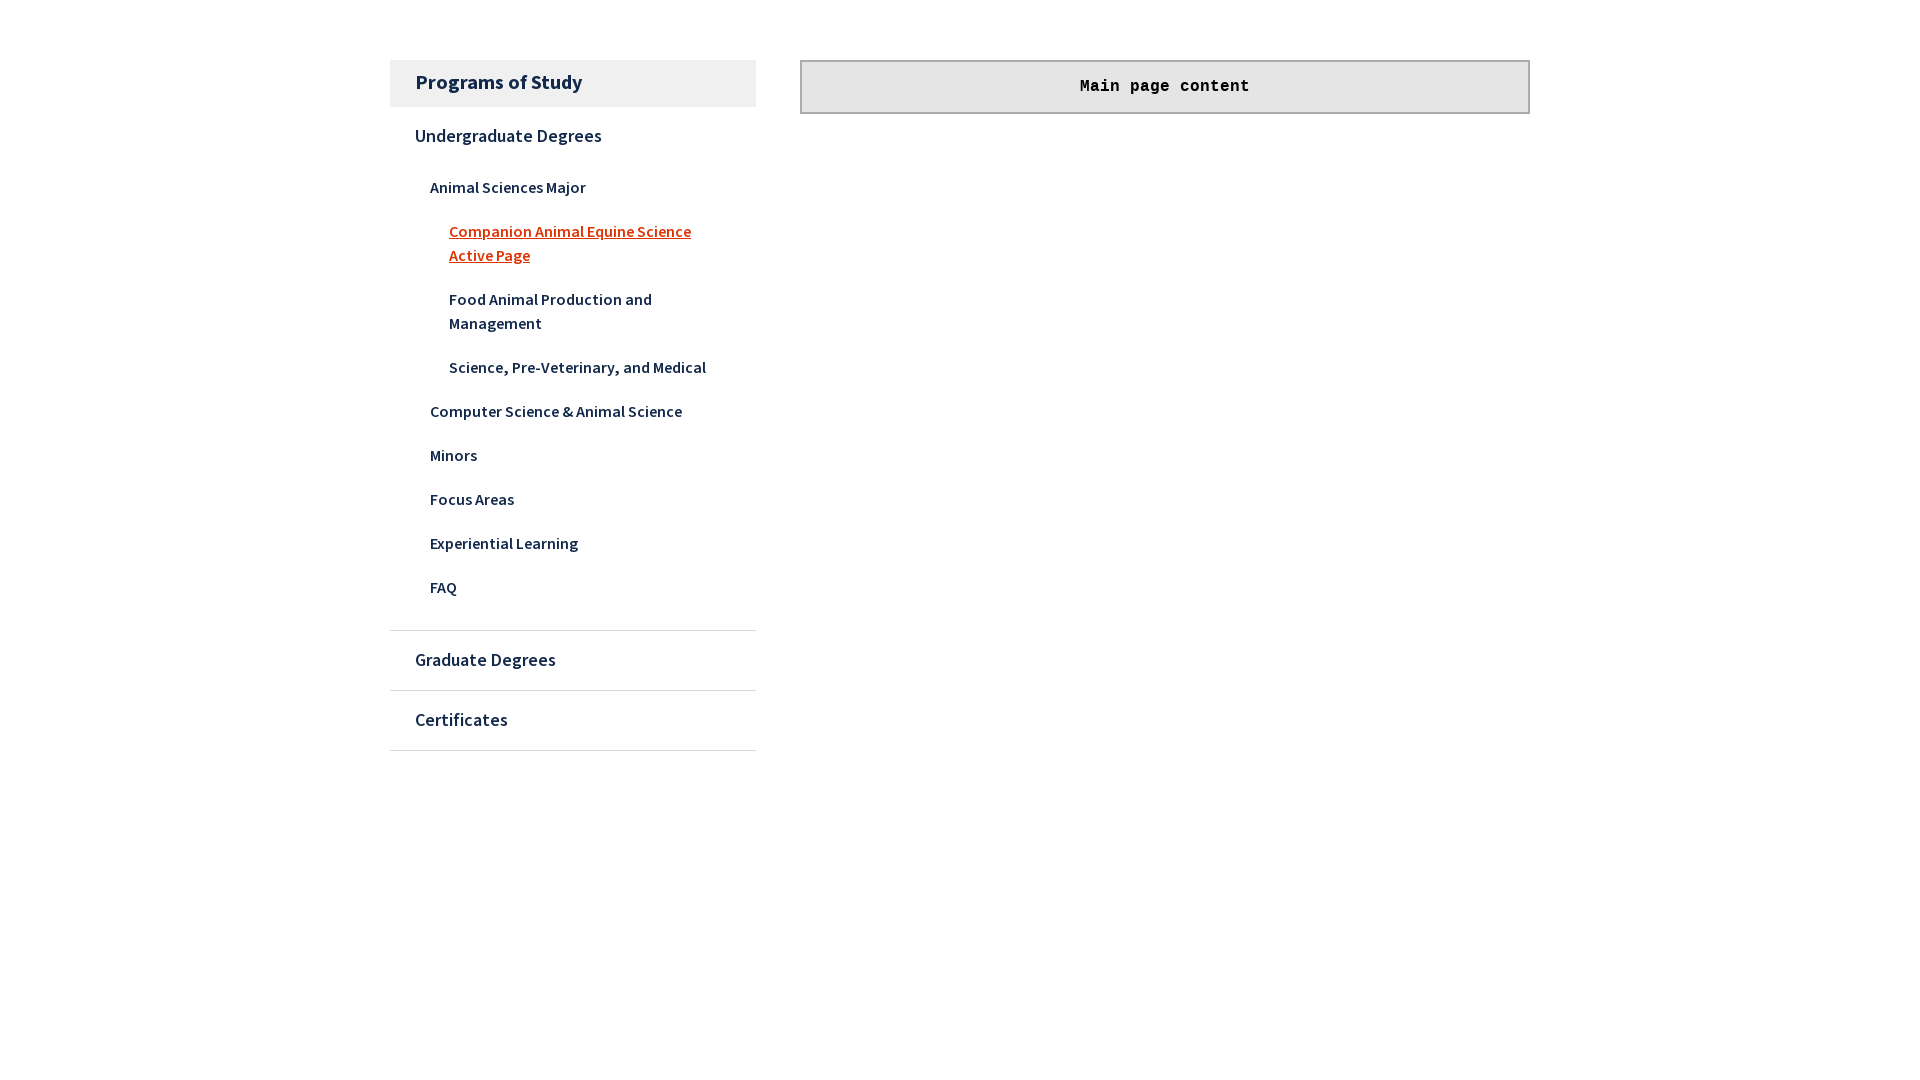 Programs of Study
Undergraduate Degrees
Animal Sciences Major
Companion Animal Equine Science
Active Page
Food Animal Production and
Management
Science, Pre-Veterinary, and Medical
Computer Science & Animal Science
Minors
Focus Areas
Experiential Learning
FAQ
Graduate Degrees
Certificates
Main page content